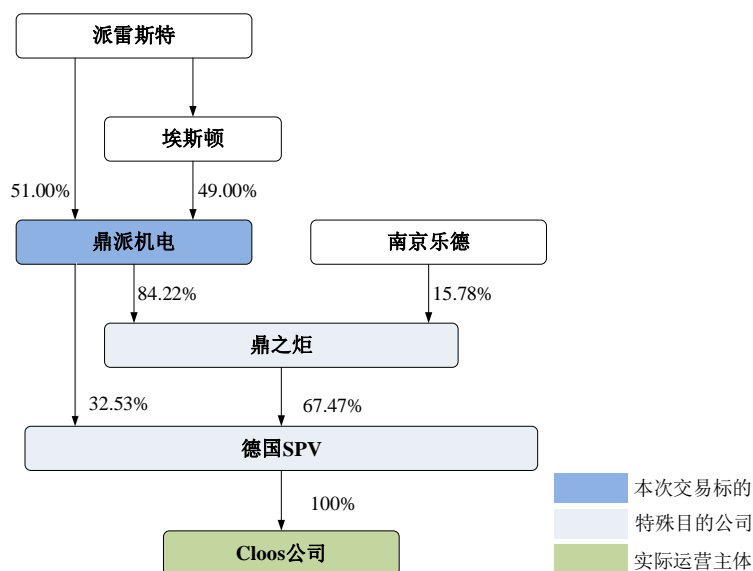 派雷斯特
埃斯顿
51.00%
49.00%
鼎派机电
南京乐德
84.22%
15.78%
鼎之炬
32.53%
67.47%
德国SPV
100%
Cloos公司
本次交易标的
特殊目的公司
实际运营主体